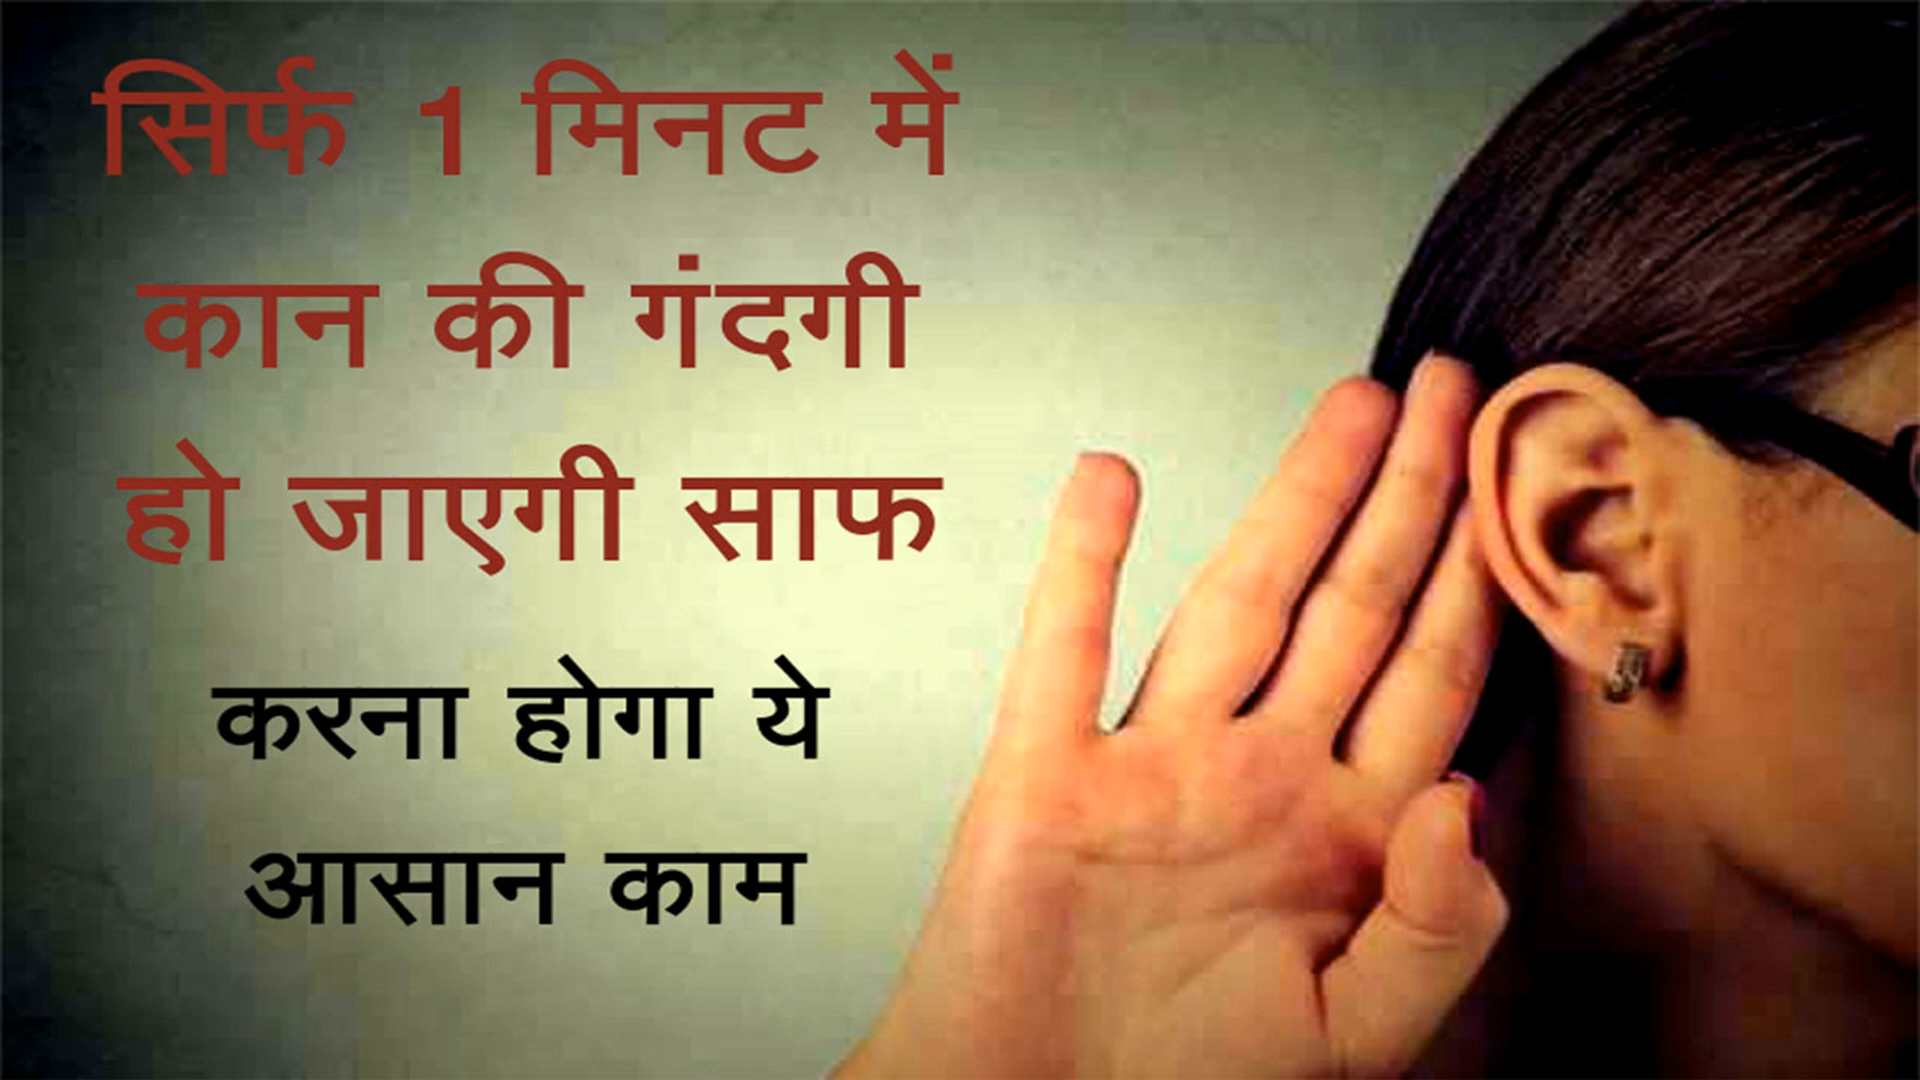 सिर्फ 1 मिनट में
कान की गंदगी
हो जाएगी साफ
करना होगा ये
आसान काम